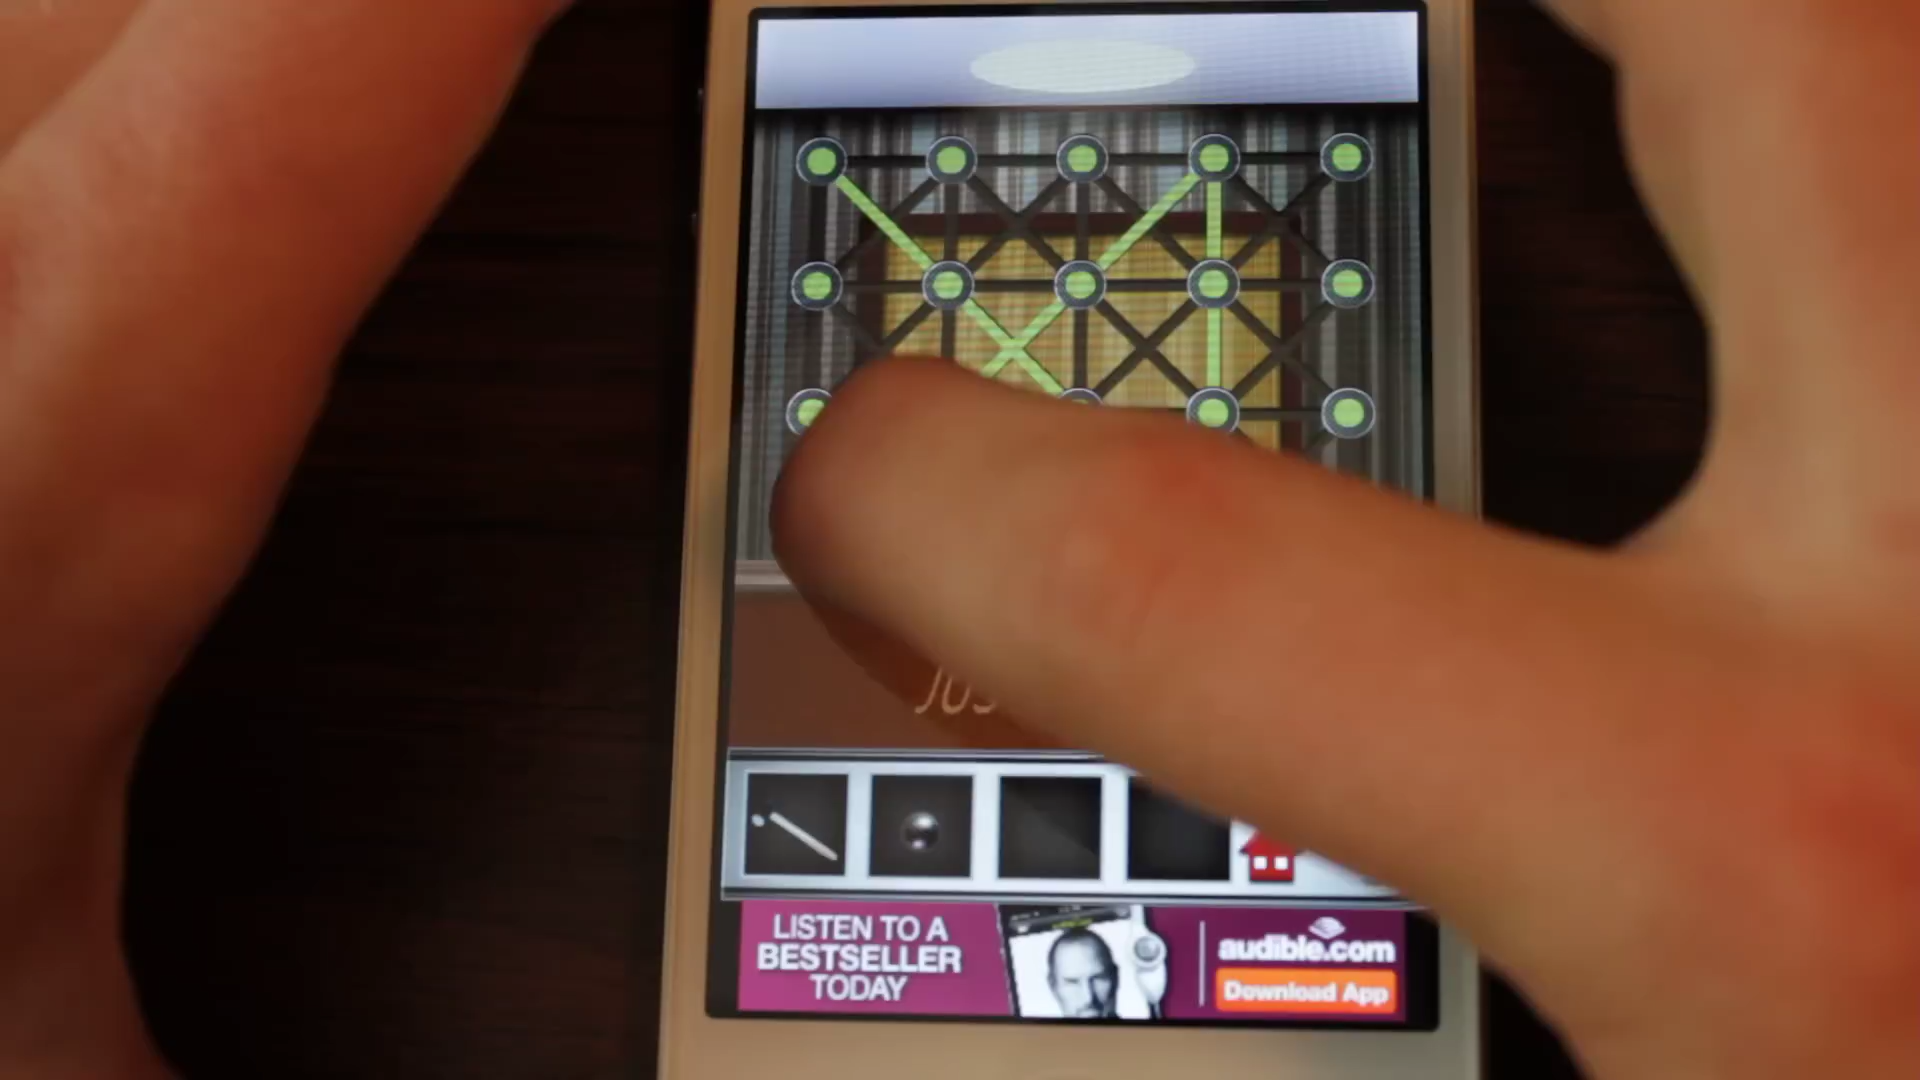 LISTEN TO A
BESTSELLER
TODAY
audible.com
Download App